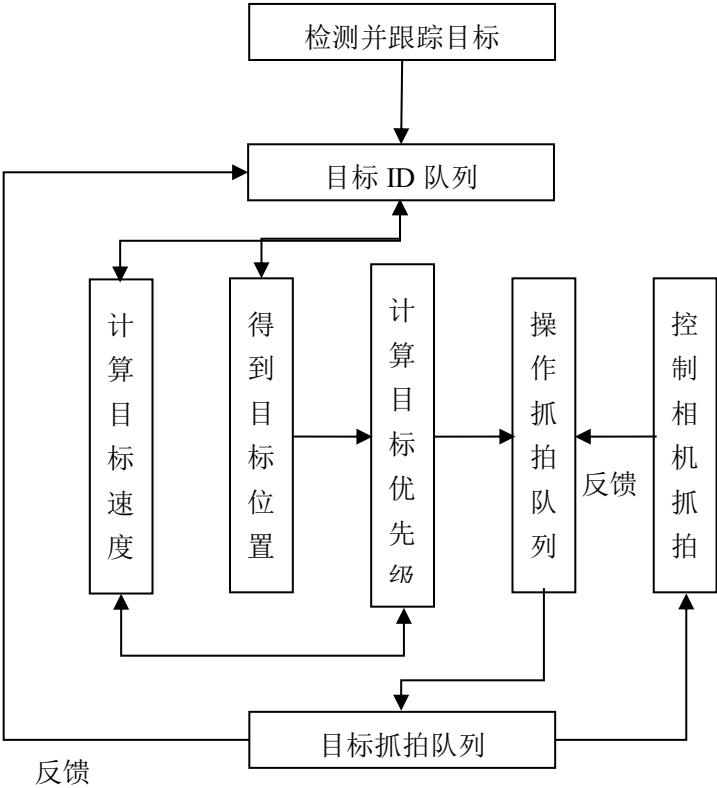 检测并跟踪目标
目标 ID 队列
计算目标速度
得到目标位置
计算目标优先级
操作抓拍队列
控制相机抓拍
反馈
目标抓拍队列
反馈